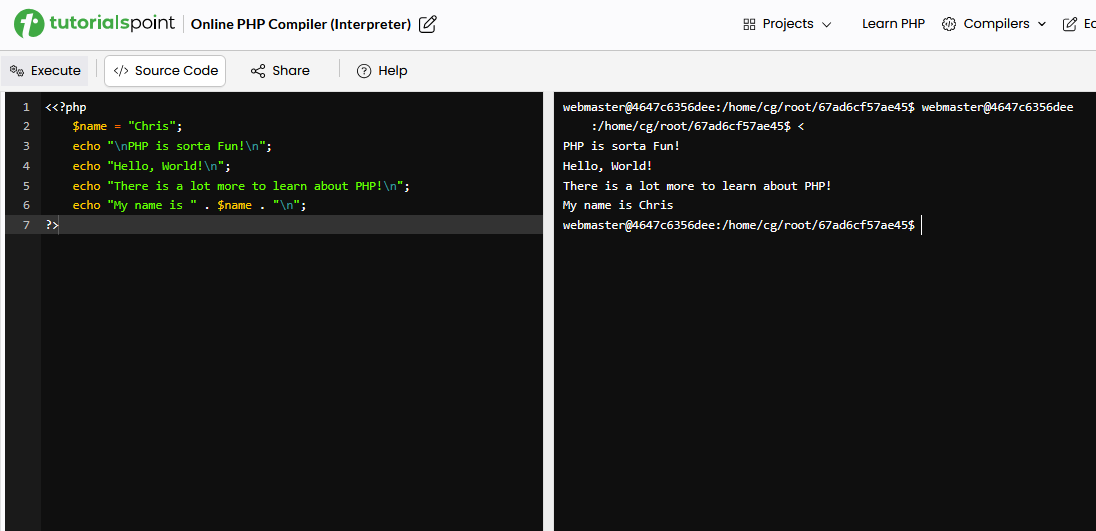 tutorialspoint Online PHP Compiler (Interpreter) Projects Learn PHP Compilers
Execute </> Source Code Share Help
1 <<?php
2     $name = "Chris";
3     echo "\nPHP is sorta Fun!\n";
4     echo "Hello, World!\n";
5     echo "There is a lot more to learn about PHP!\n";
6     echo "My name is " . $name . "\n";
7 ?>
webmaster@4647c6356dee:/home/cg/root/67ad6cf57ae45$ webmaster@4647c6356dee
:/home/cg/root/67ad6cf57ae45$ <
PHP is sorta Fun!
Hello, World!
There is a lot more to learn about PHP!
My name is Chris
webmaster@4647c6356dee:/home/cg/root/67ad6cf57ae45$